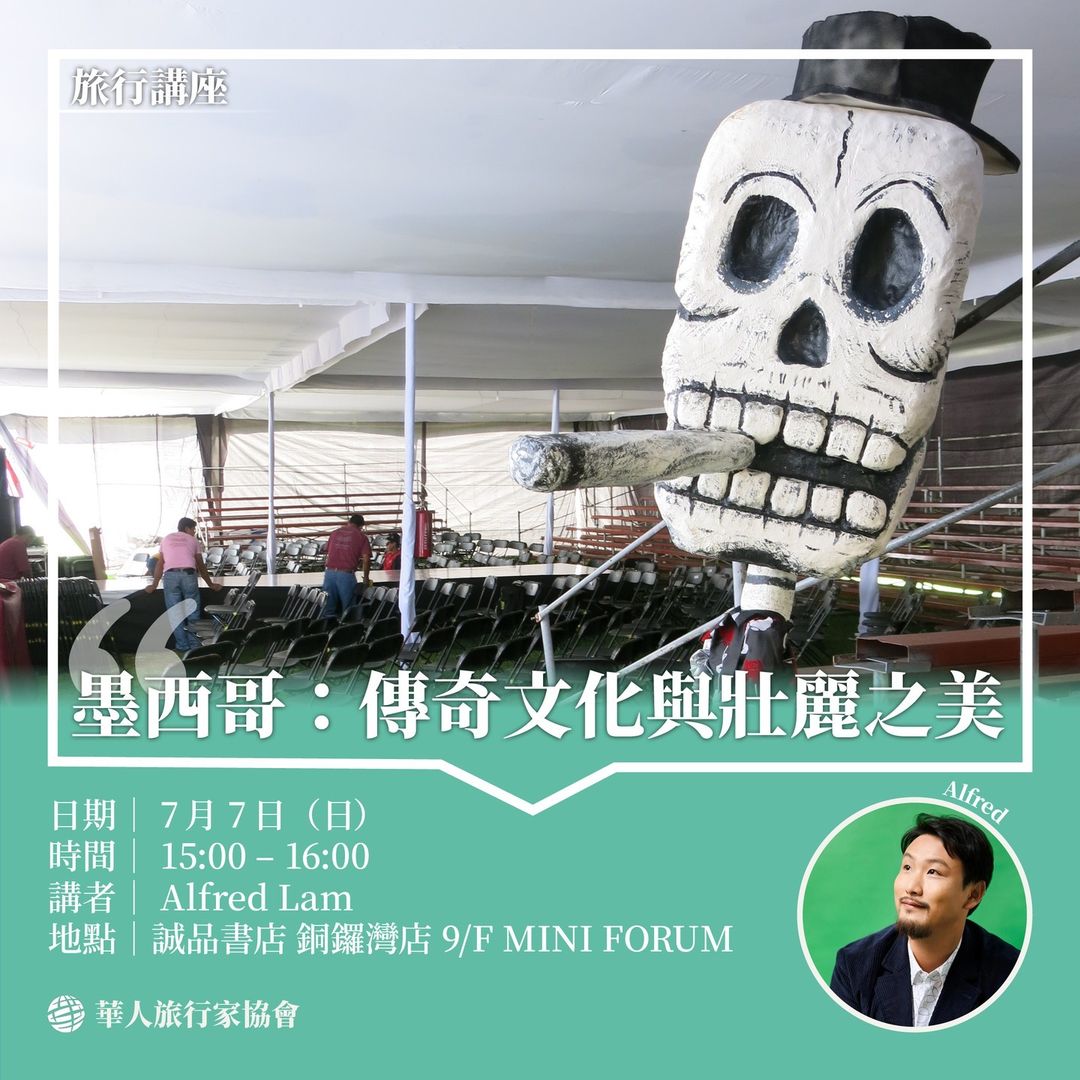 旅行講座
墨西哥：傳奇文化與壯麗之美
日期｜ 7 月 7 日（日）
時間｜ 15:00 – 16:00
講者｜ Alfred Lam
地點｜誠品書店 銅鑼灣店 9/F MINI FORUM
Alfred
華人旅行家協會